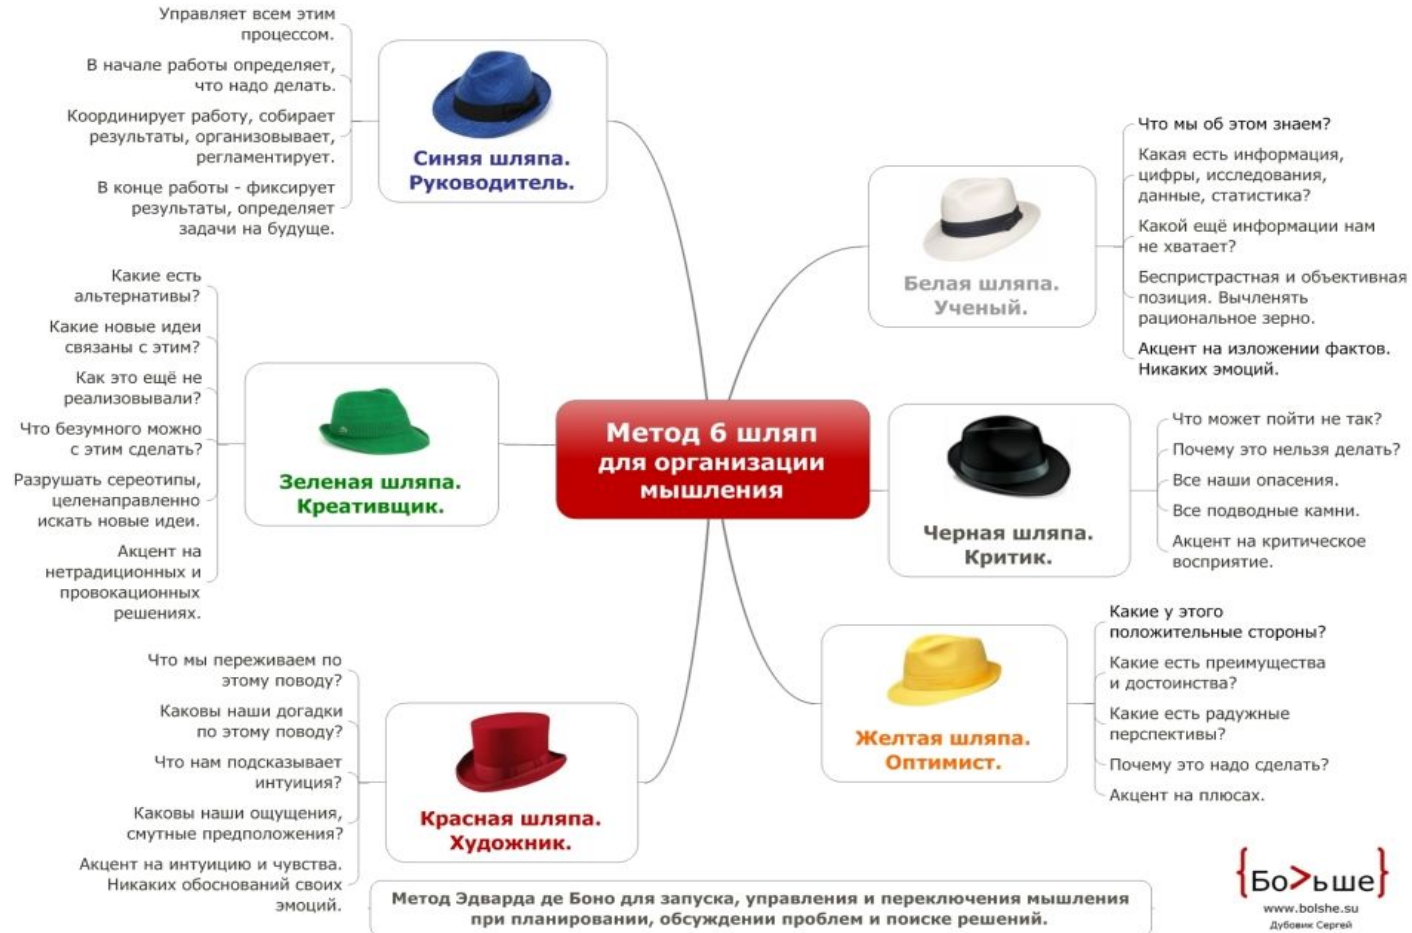 Управляет всем этим
процессом.
В начале работы определяет,
что надо делать.
Координирует работу, собирает
результаты, организовывает,
регламентирует.
В конце работы - фиксирует
результаты, определяет
задачи на будуще.
Синяя шляпа.
Руководитель.
Какие есть
альтернативы?
Какие новые идеи
связаны с этим?
Как это ещё не
реализовывали?
Что безумного можно
с этим сделать?
Разрушать сереотипы,
целенаправленно
искать новые идеи.
Акцент на
нетрадиционных и
провокационных
решениях.
Зеленая шляпа.
Креативщик.
Что мы переживаем по
этому поводу?
Каковы наши догадки
по этому поводу?
Что нам подсказывает
интуиция?
Каковы наши ощущения,
смутные предположения?
Акцент на интуицию и чувства.
Никаких обоснований своих
эмоций.
Красная шляпа.
Художник.
Метод 6 шляп
для организации
мышления
Белая шляпа.
Ученый.
Что мы об этом знаем?
Какая есть информация,
цифры, исследования,
данные, статистика?
Какой ещё информации нам
не хватает?
Беспристрастная и объективная
позиция. Вычленять
рациональное зерно.
Акцент на изложении фактов.
Никаких эмоций.
Черная шляпа.
Критик.
Что может пойти не так?
Почему это нельзя делать?
Все наши опасения.
Все подводные камни.
Акцент на критическое
восприятие.
Желтая шляпа.
Оптимист.
Какие у этого
положительные стороны?
Какие есть преимущества
и достоинства?
Какие есть радужные
перспективы?
Почему это надо сделать?
Акцент на плюсах.
Метод Эдварда де Боно для запуска, управления и переключения мышления
при планировании, обсуждении проблем и поиске решений.
{Бо>ьше}
www.bolshe.su
Дубовик Сергей